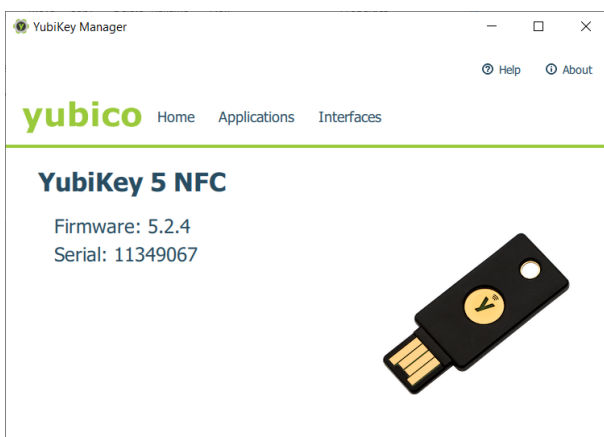 YubiKey Manager
Help About
yubico Home Applications Interfaces
YubiKey 5 NFC
Firmware: 5.2.4
Serial: 11349067